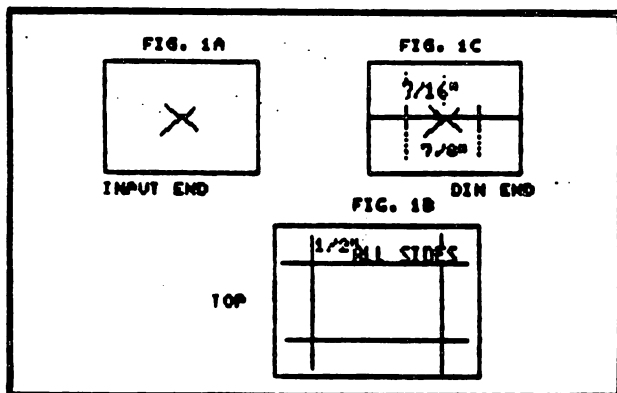 FIG. 1A
FIG. 1C
7/16"
7/8"
INPUT END
DIN END
FIG. 1B
1/2" ALL SIDES
TOP